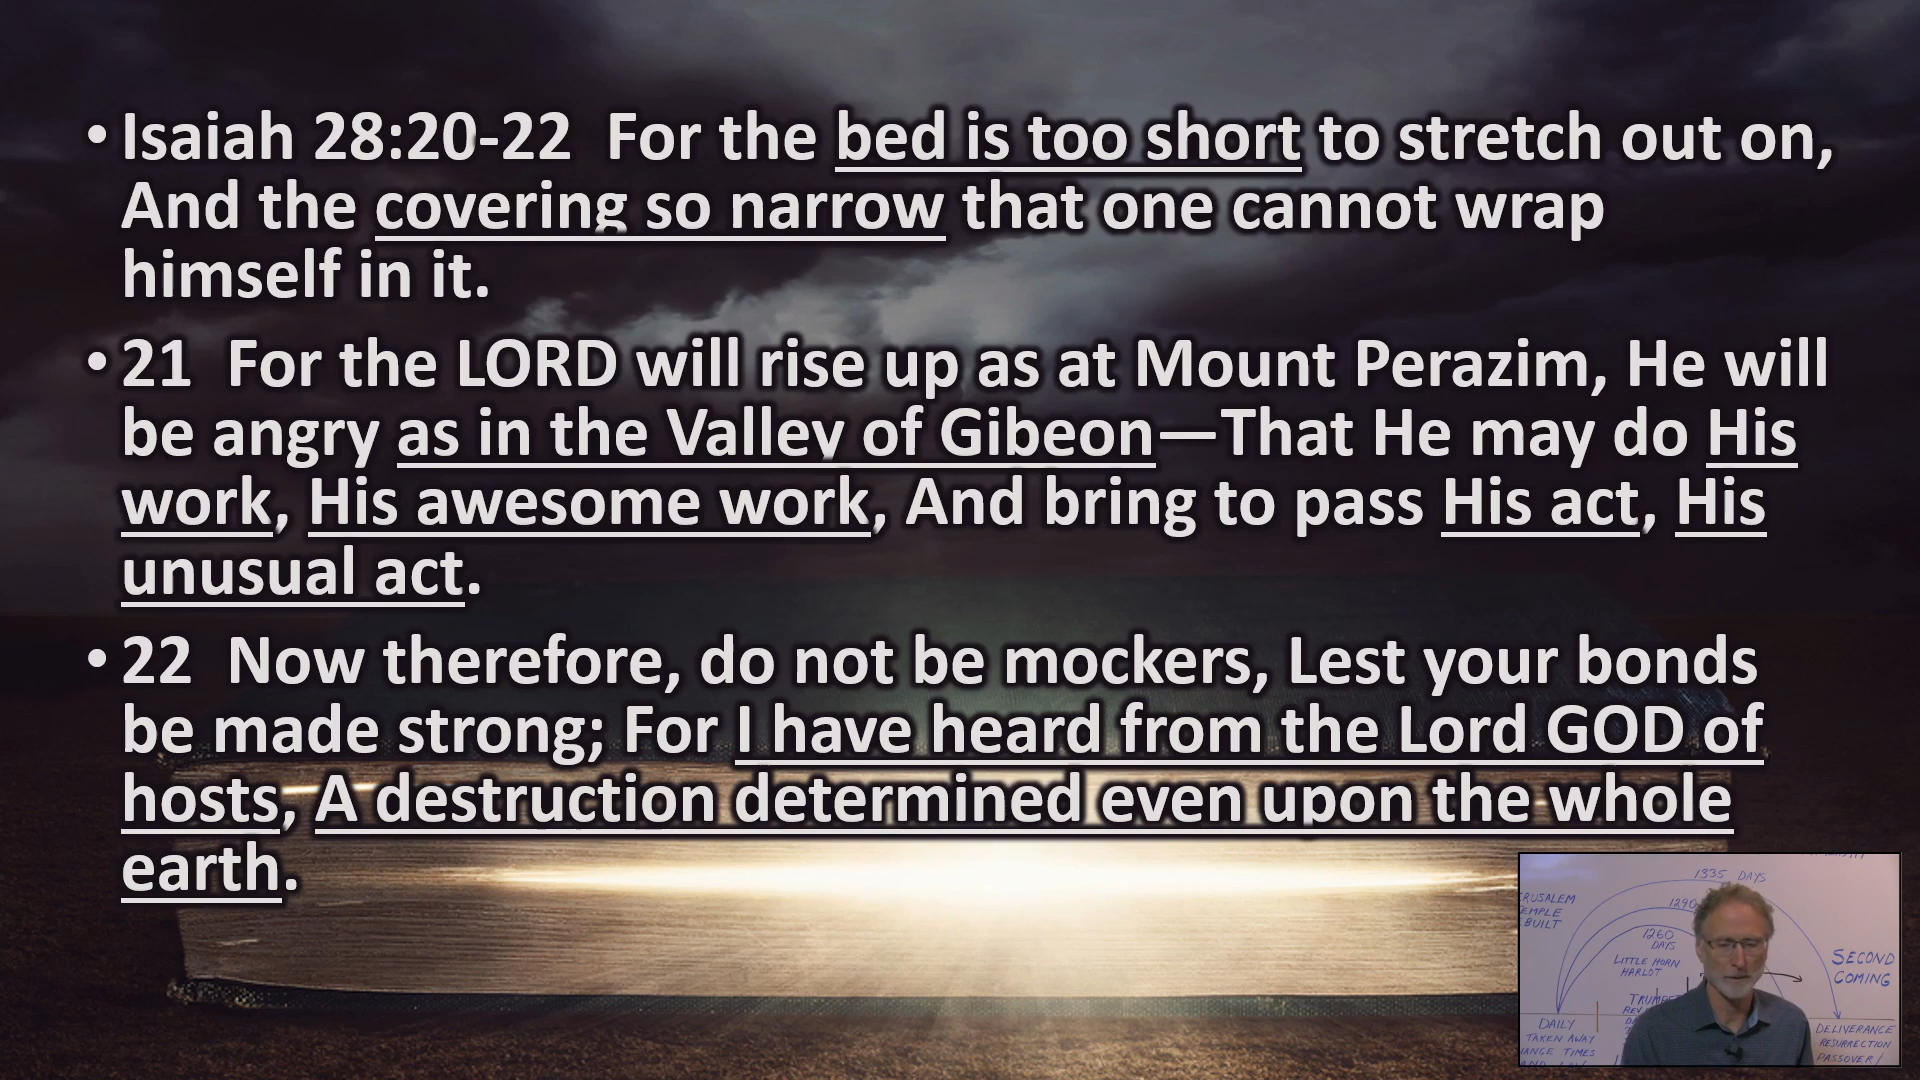 • Isaiah 28:20-22 For the bed is too short to stretch out on,
And the covering so narrow that one cannot wrap
himself in it.
• 21 For the LORD will rise up as at Mount Perazim, He will
be angry as in the Valley of Gibeon—That He may do His
work, His awesome work, And bring to pass His act, His
unusual act.
• 22 Now therefore, do not be mockers, Lest your bonds
be made strong; For I have heard from the Lord GOD of
hosts, A destruction determined even upon the whole
earth.
1335 DAYS
1290
1260
DAYS
BUILT
LITTLE HORN
HARLOT
SECOND
COMING
DAILY
TAKEN AWAY
TIMES
DELIVERANCE
RESURRECTION
PASSOVER/